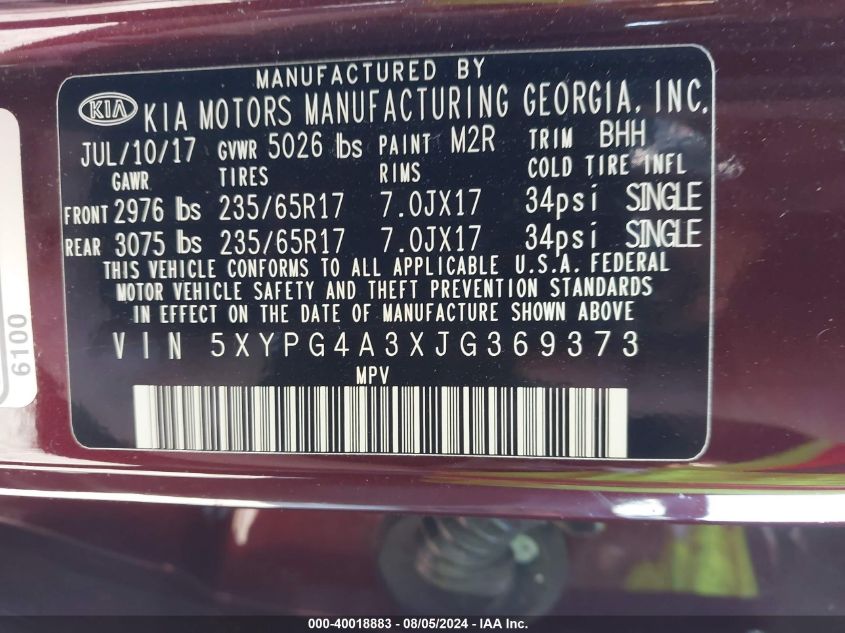 MANUFACTURED BY
KIA KIA MOTORS MANUFACTURING GEORGIA, INC.
JUL/10/17 GVWR 5026 lbs PAINT M2R TRIM BHH
GAWR TIRES RIMS COLD TIRE INFL
FRONT 2976 lbs 235/65R17 7.0JX17 34psi SINGLE
REAR 3075 lbs 235/65R17 7.0JX17 34psi SINGLE
THIS VEHICLE CONFORMS TO ALL APPLICABLE U.S.A. FEDERAL
MOTOR VEHICLE SAFETY AND THEFT PREVENTION STANDARDS
IN EFFECT ON THE DATE OF MANUFACTURE SHOWN ABOVE
VIN 5XYPG4A3XJG369373
MPV
6100
000-40018883 - 08/05/2024 - IAA Inc.